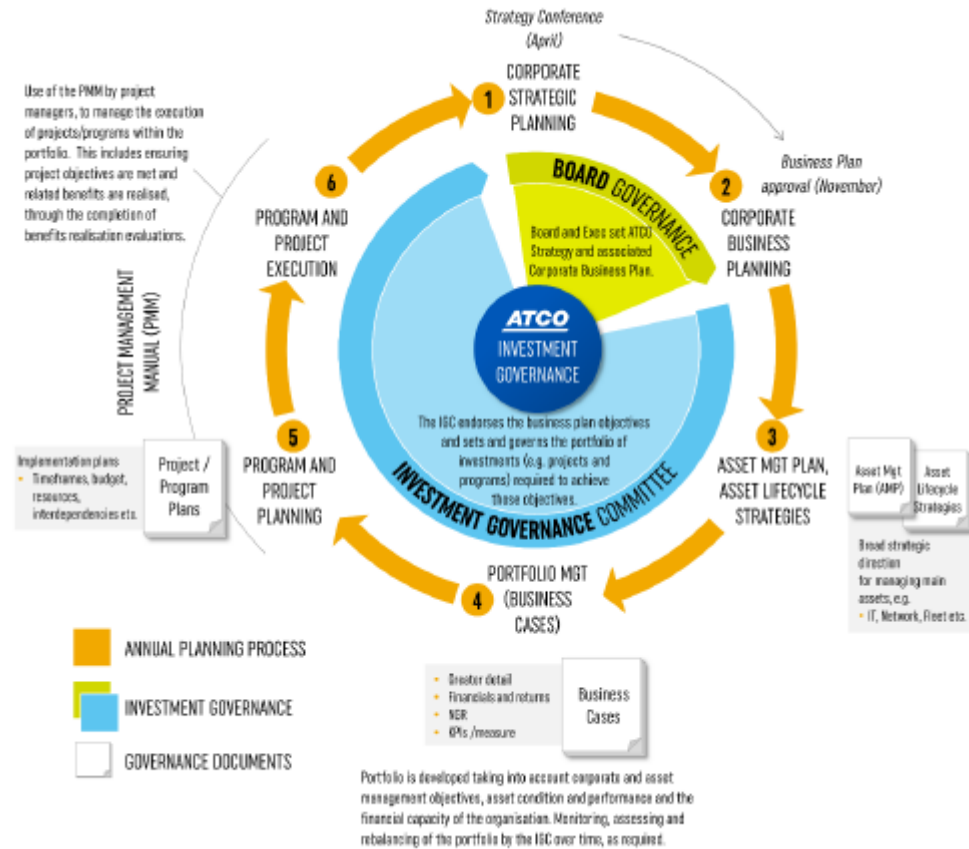 Strategy Conference
(April)
1
CORPORATE
STRATEGIC
PLANNING
Use of the PMM by project
managers, to manage the execution
of projects/programs within the
portfolio. This includes ensuring
project objectives are met and
related benefits are realised,
through the completion of
benefits realisation evaluations.
Business Plan
approval (November)
2
CORPORATE
BUSINESS
PLANNING
6
PROGRAM AND
PROJECT
EXECUTION
BOARD GOVERNANCE
Board and Exec set ATCO
Strategy and associated
Corporate Business Plan.
ATCO
INVESTMENT
GOVERNANCE
PROJECT MANAGEMENT
MANUAL (PMM)
The IGC endorses the business plan objectives
and sets and governs the portfolio of
investments (e.g. projects and
programs) required to achieve
those objectives.
INVESTMENT GOVERNANCE COMMITTEE
3
ASSET MGT PLAN,
ASSET LIFECYCLE
STRATEGIES
Asset Mgt
Plan (AMP)
Asset
Lifecycle
Strategies
Broad strategic
direction
for managing main
assets, e.g.
• IT, Network, Fleet etc.
5
PROGRAM AND
PROJECT
PLANNING
Implementation plans
• Timeframes, budget,
resources,
interdependencies etc.
Project /
Program
Plans
4
PORTFOLIO MGT
(BUSINESS
CASES)
• Greater detail
• Financials and returns
• NGR
• KPIs /measure
Business
Cases
ANNUAL PLANNING PROCESS
INVESTMENT GOVERNANCE
GOVERNANCE DOCUMENTS
Portfolio is developed taking into account corporate and asset
management objectives, asset condition and performance and the
financial capacity of the organisation. Monitoring, assessing and
rebalancing of the portfolio by the IGC over time, as required.